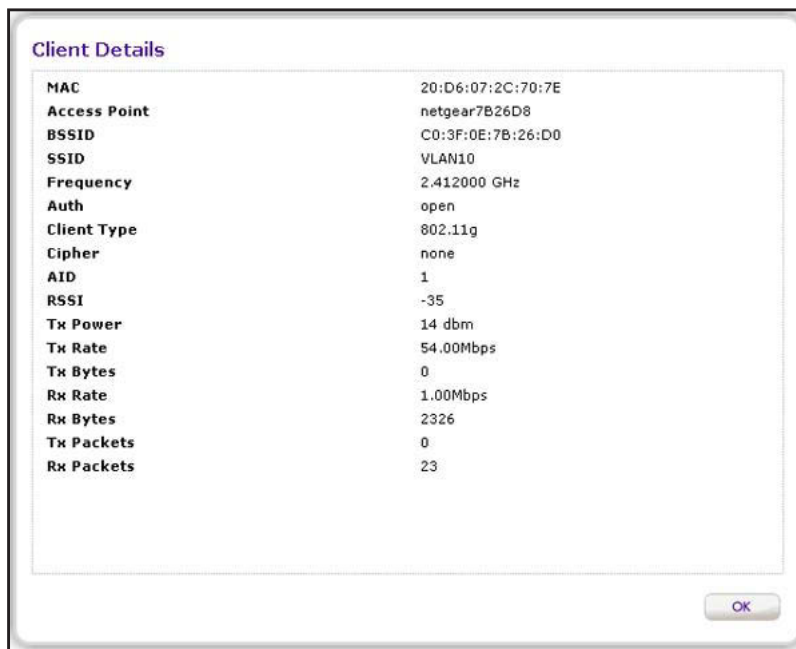 Client Details
MAC 20:D6:07:2C:70:7E
Access Point netgear7B26D8
BSSID C0:3F:0E:7B:26:D0
SSID VLAN10
Frequency 2.412000 GHz
Auth open
Client Type 802.11g
Cipher none
AID 1
RSSI -35
Tx Power 14 dbm
Tx Rate 54.00Mbps
Tx Bytes 0
Rx Rate 1.00Mbps
Rx Bytes 2326
Tx Packets 0
Rx Packets 23
OK